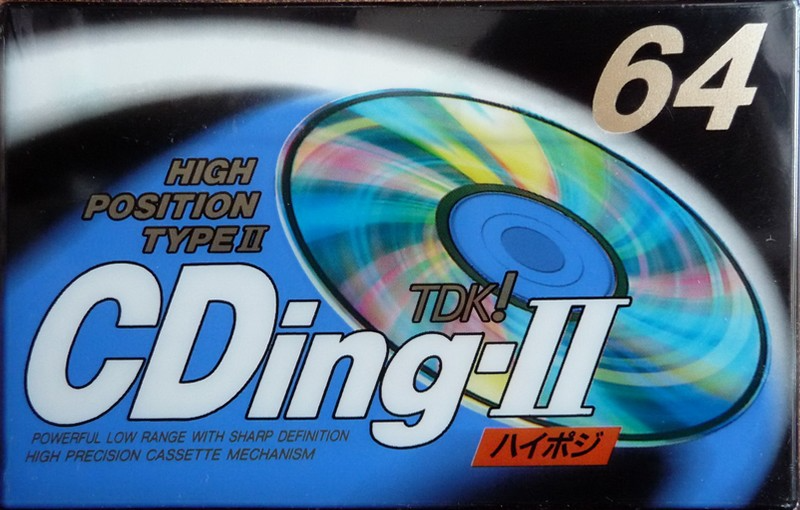 64
HIGH
POSITION
TYPE II
TDK!
CDing-II
POWERFUL LOW RANGE WITH SHARP DEFINITION
HIGH PRECISION CASSETTE MECHANISM
ハイポジ